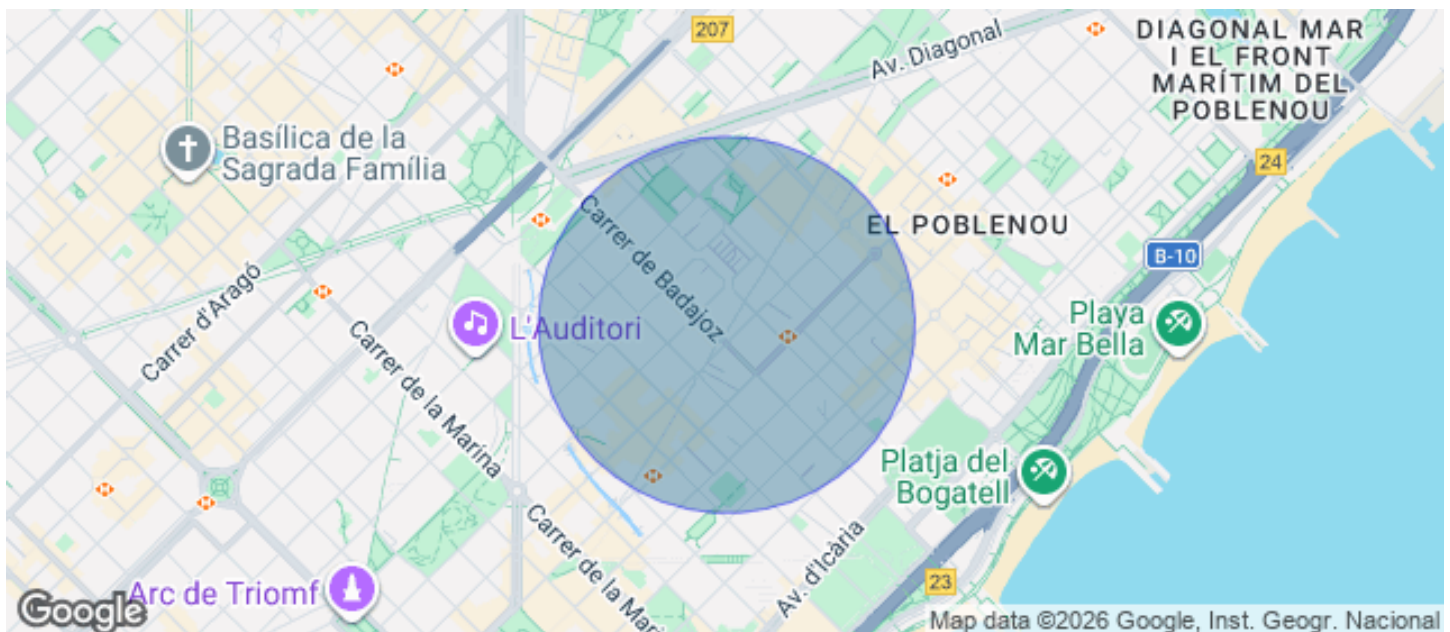 207
DIAGONAL MAR
I EL FRONT
MARÍTIM DEL
POBLENOU
Av. Diagonal
Basílica de la
Sagrada Família
24
Carrer de Badajoz
EL POBLENOU
B-10
Carrer d'Aragó
L'Auditori
Playa
Mar Bella
Carrer de la Marina
Platja del
Bogatell
Carrer de la Mari
Av. d'Icària
23
Arc de Triomf
Google
Map data ©2026 Google, Inst. Geogr. Nacional